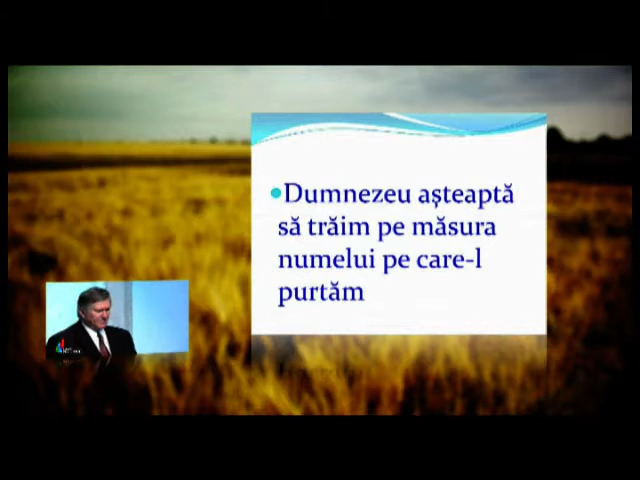 Dumnezeu așteaptă
să trăim pe măsura
numelui pe care-l
purtăm